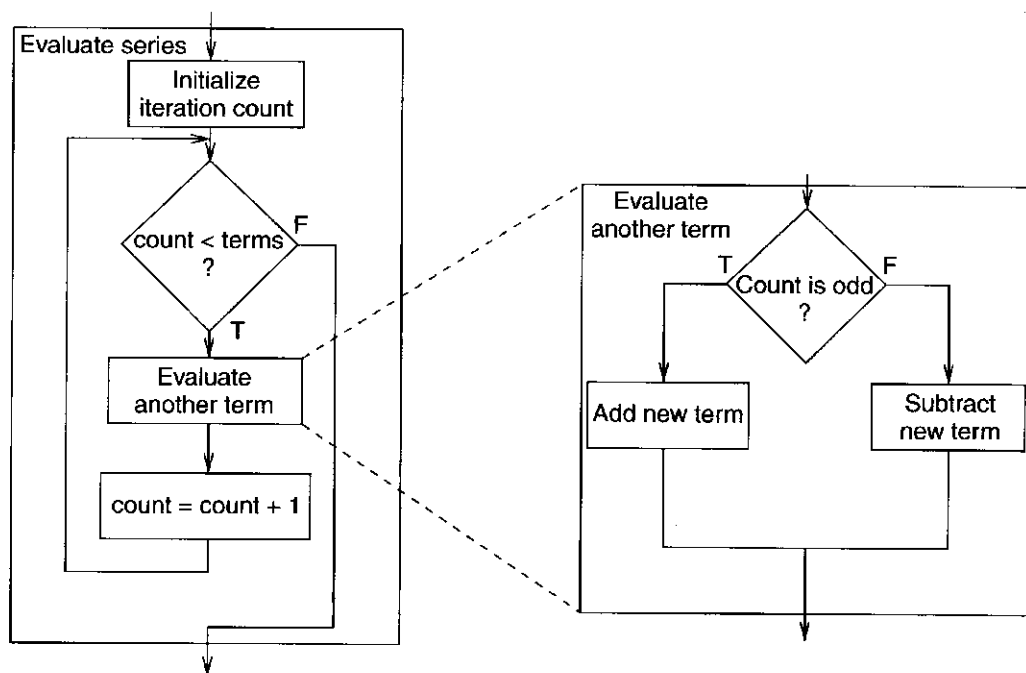 Evaluate series
Initialize
iteration count
count < terms
?
F
T
Evaluate
another term
count = count + 1
Evaluate
another term
T
F
Count is odd
?
Add new term
Subtract
new term